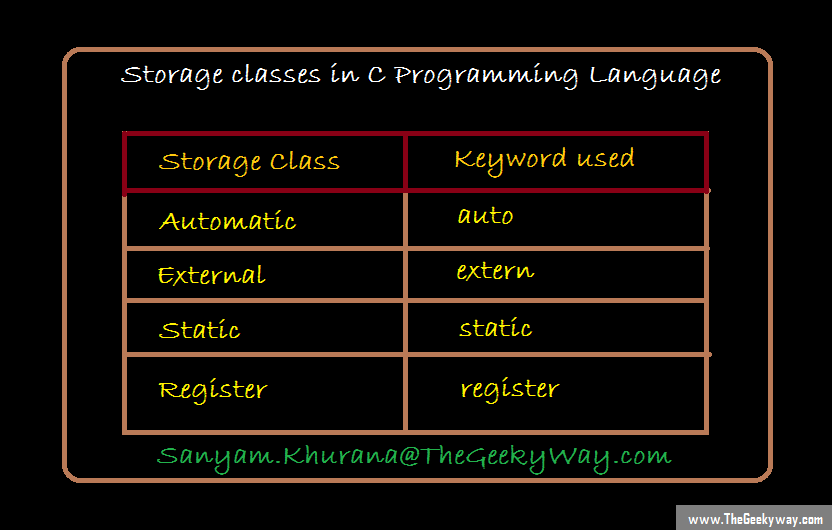 Storage classes in C Programming Language
Storage Class Keyword used
Automatic auto
External extern
Static static
Register register
Sanyam.Khurana@TheGeekyWay.com
www.TheGeekyway.com